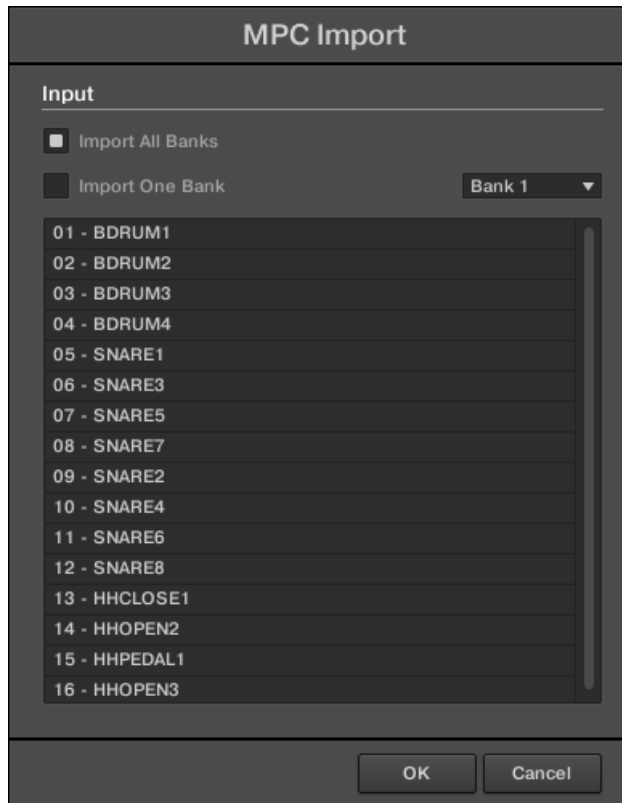 MPC Import
Input
Import All Banks
Import One Bank Bank 1
01 - BDRUM1
02 - BDRUM2
03 - BDRUM3
04 - BDRUM4
05 - SNARE1
06 - SNARE3
07 - SNARE5
08 - SNARE7
09 - SNARE2
10 - SNARE4
11 - SNARE6
12 - SNARE8
13 - HHCLOSE1
14 - HHOPEN2
15 - HHPEDAL1
16 - HHOPEN3
OK Cancel